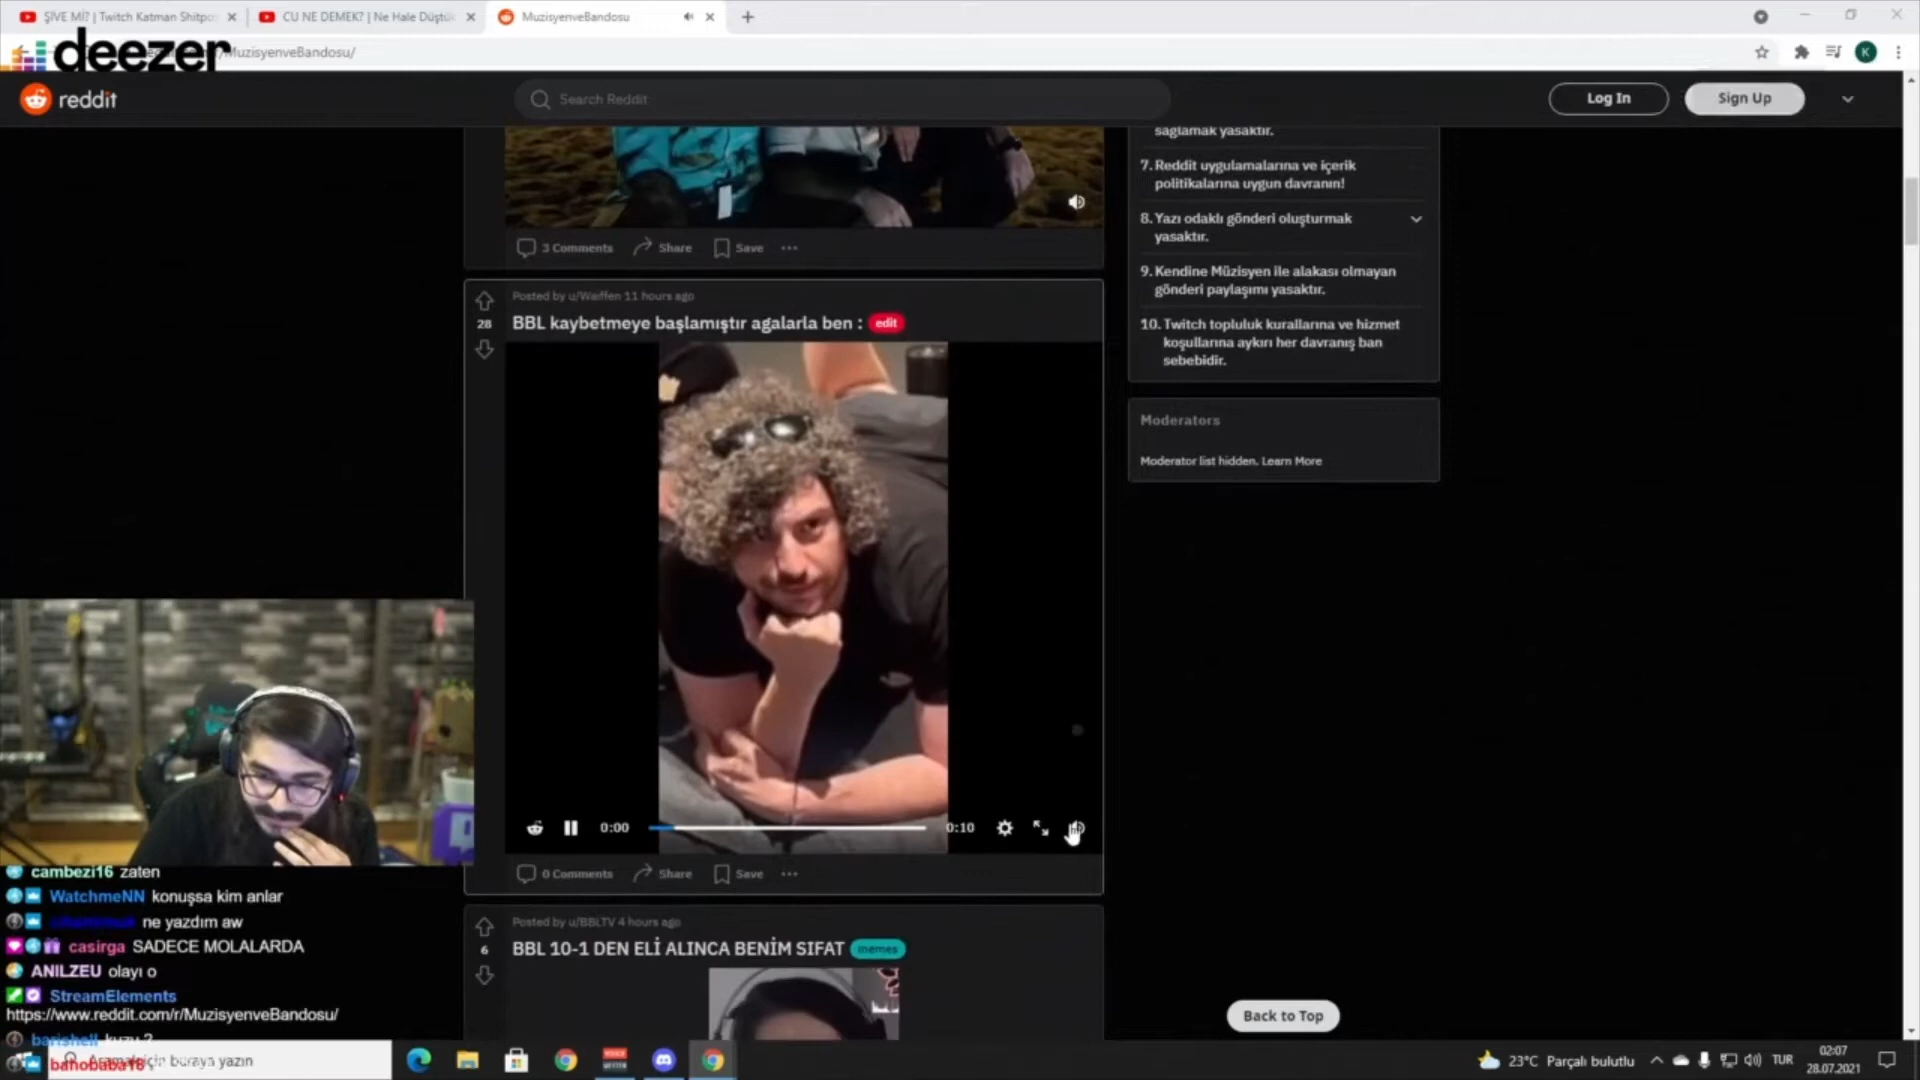 ŞİVE Mİ? | Twitch Katman Shitpo
CU NE DEMEK? | Ne Hale Düştük
MuzisyenveBandosu
deezer
/MuzisyenveBandosu/
K
reddit
Search Reddit
Log In
Sign Up
sağlamak yasaktır.
7. Reddit uygulamalarına ve içerik
politikalarına uygun davranın!
8. Yazı odaklı gönderi oluşturmak
yasaktır.
9. Kendine Müzisyen ile alakası olmayan
gönderi paylaşımı yasaktır.
10. Twitch topluluk kurallarına ve hizmet
koşullarına aykırı her davranış ban
sebebidir.
Moderators
Moderator list hidden. Learn More
3 Comments
Share
Save
Posted by u/Waiffen 11 hours ago
28
BBL kaybetmeye başlamıştır agalarla ben :
edit
0:00
0:10
0 Comments
Share
Save
Posted by u/BBLTV 4 hours ago
6
BBL 10-1 DEN ELİ ALINCA BENİM SIFAT
memes
Back to Top
cambezi16 zaten
WatchmeNN konuşsa kim anlar
ne yazdım aw
casirga SADECE MOLALARDA
ANILZEU olayı o
StreamElements
https://www.reddit.com/r/MuzisyenveBandosu/
barishell kuzu ?
için buraya yazın
23°C Parçalı bulutlu
TUR
02:07
28.07.2021